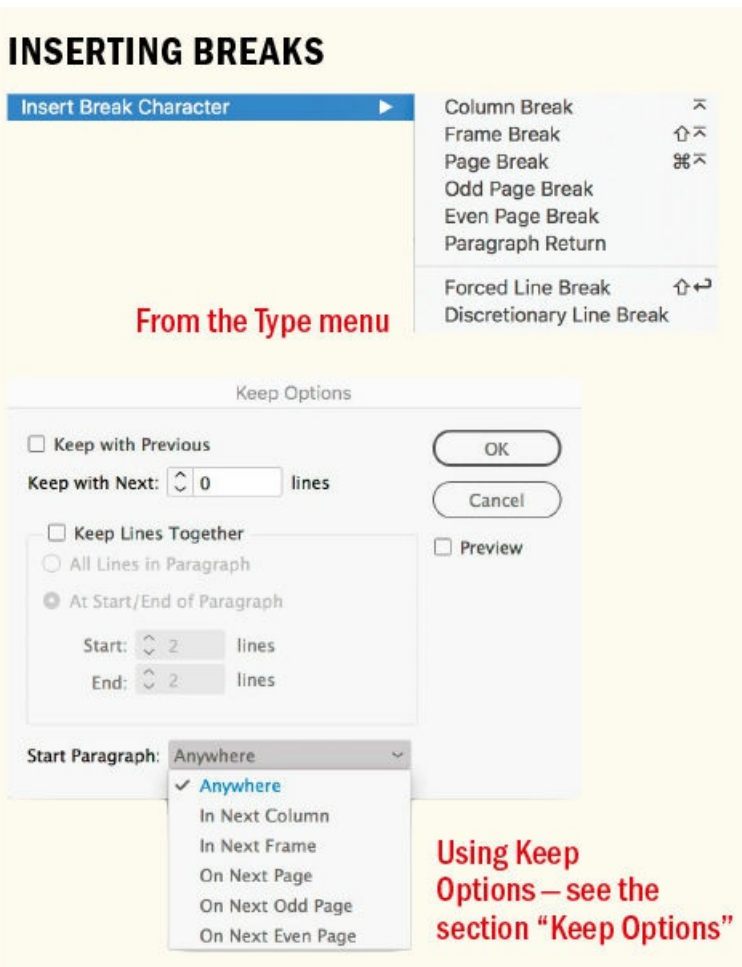 INSERTING BREAKS
Insert Break Character ▶
Column Break ⌅
Frame Break ⇧⌅
Page Break ⌘⌅
Odd Page Break
Even Page Break
Paragraph Return
Forced Line Break ⇧↩
Discretionary Line Break
From the Type menu
Keep Options
Keep with Previous
Keep with Next: 0 lines
OK
Cancel
Preview
Keep Lines Together
All Lines in Paragraph
At Start/End of Paragraph
Start: 2 lines
End: 2 lines
Start Paragraph: Anywhere
✓ Anywhere
In Next Column
In Next Frame
On Next Page
On Next Odd Page
On Next Even Page
Using Keep
Options – see the
section “Keep Options”